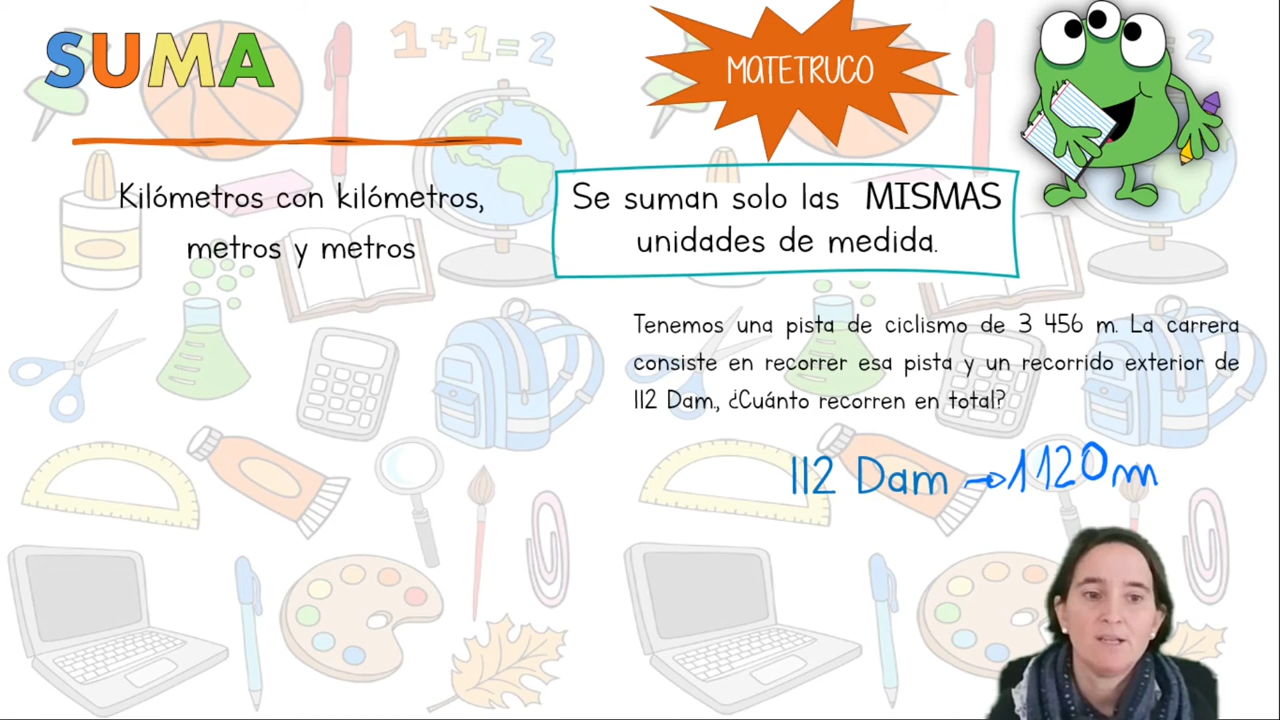 SUMA
1+1=2
MATETRUCO
2
Kilómetros con kilómetros,
metros y metros
Se suman solo las MISMAS
unidades de medida.
Tenemos una pista de ciclismo de 3 456 m. La carrera
consiste en recorrer esa pista y un recorrido exterior de
112 Dam., ¿Cuánto recorren en total?
112 Dam → 1120m